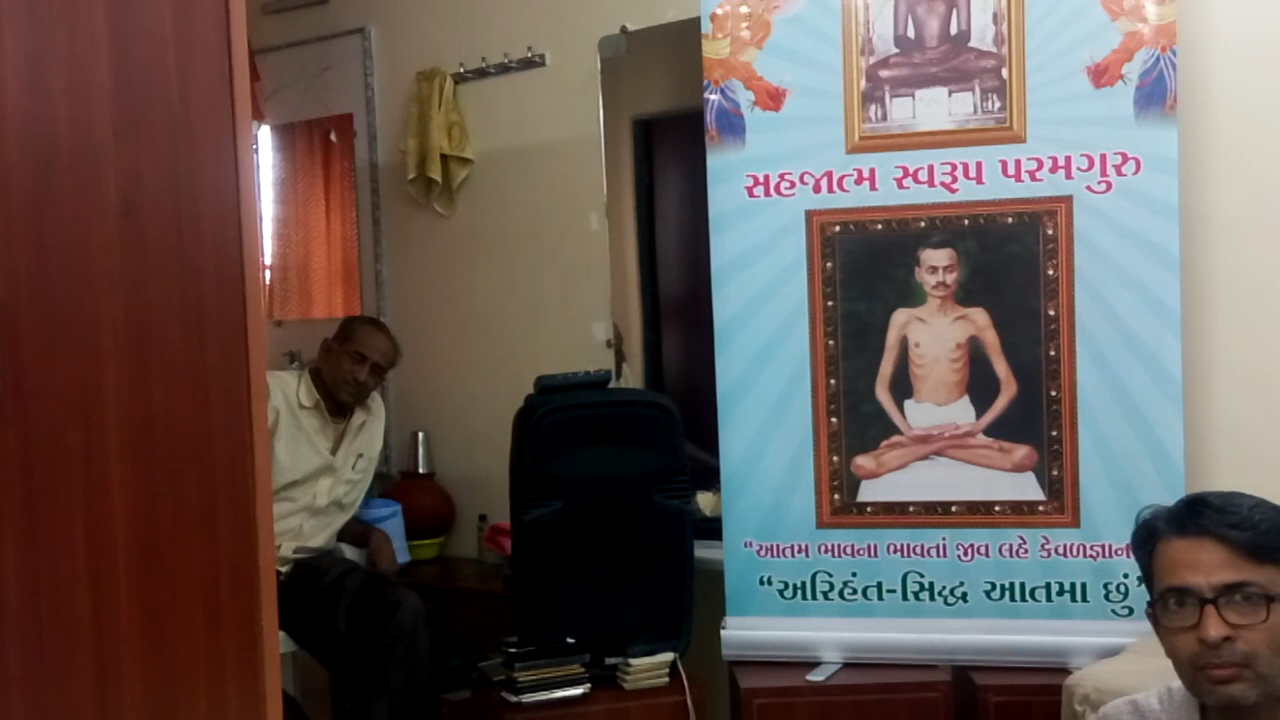 સહજાત્મ સ્વરૂપ પરમગુરુ
“આતમ ભાવના ભાવતાં જીવ લહે કેવળજ્ઞાન
“અરિહંત-સિદ્ધ આતમા છું”